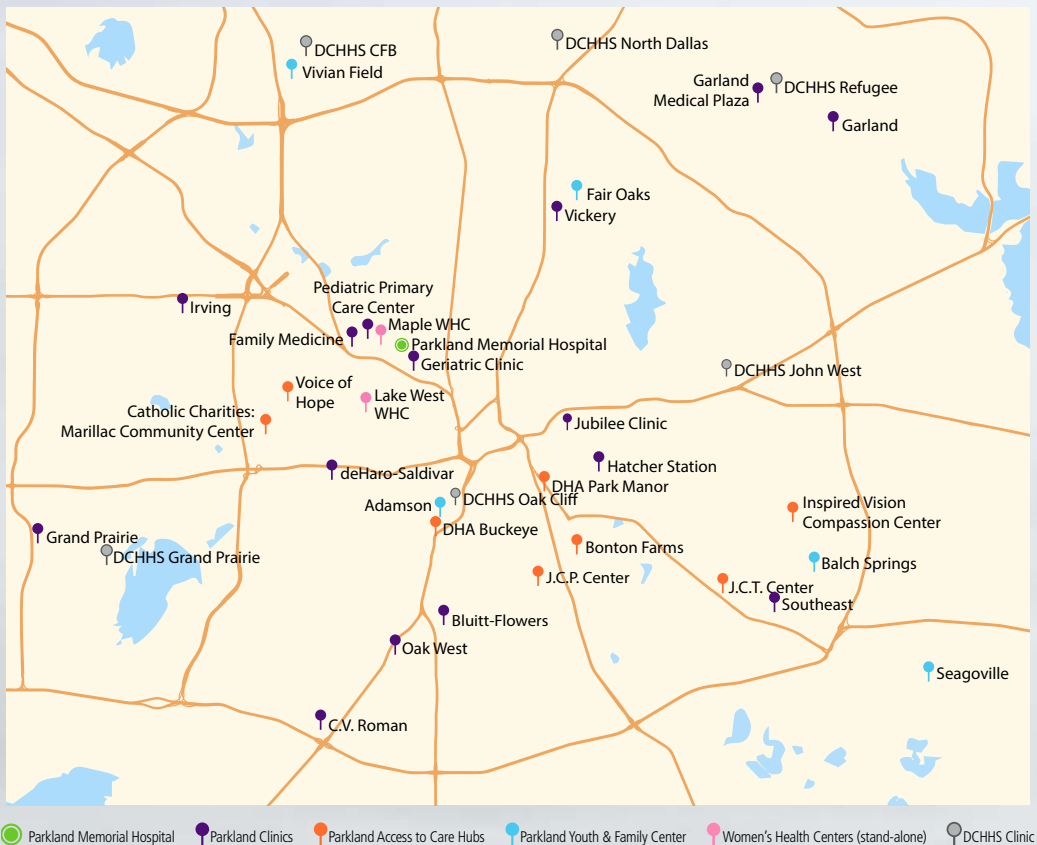 DCHHS CFB
Vivian Field
DCHHS North Dallas
Garland
Medical Plaza
DCHHS Refugee
Garland
Fair Oaks
Vickery
Irving
Pediatric Primary
Care Center
Maple WHC
Family Medicine
Parkland Memorial Hospital
Geriatric Clinic
DCHHS John West
Voice of
Hope
Lake West
WHC
Catholic Charities:
Marillac Community Center
Jubilee Clinic
deHaro-Saldivar
Hatcher Station
DHA Park Manor
DCHHS Oak Cliff
Adamson
DHA Buckeye
Inspired Vision
Compassion Center
Grand Prairie
DCHHS Grand Prairie
Bonton Farms
Balch Springs
J.C.P. Center
J.C.T. Center
Southeast
Bluitt-Flowers
Oak West
Seagoville
C.V. Roman
Parkland Memorial Hospital
Parkland Clinics
Parkland Access to Care Hubs
Parkland Youth & Family Center
Women's Health Centers (stand-alone)
DCHHS Clinic